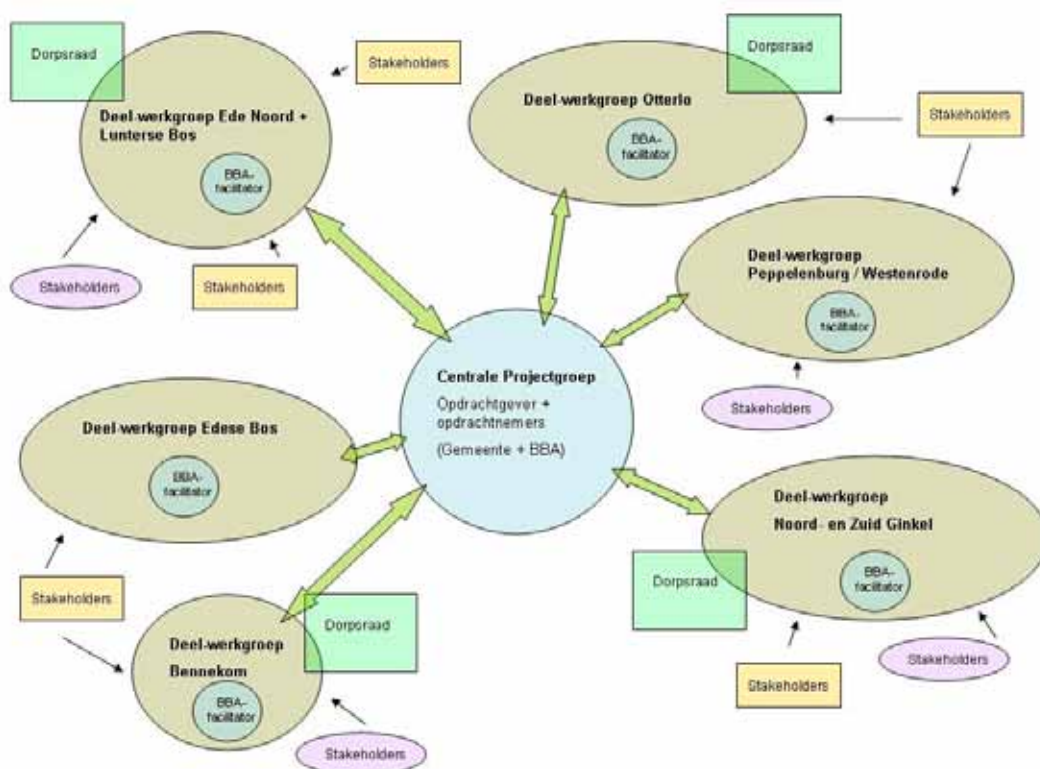 Dorpsraad
Stakeholders
Deel-werkgroep Ede Noord +
Lunterse Bos
BBA-
facilitator
Stakeholders
Stakeholders
Dorpsraad
Deel-werkgroep Otterlo
BBA-
facilitator
Stakeholders
Deel-werkgroep
Peppelenburg / Westenrode
BBA-
facilitator
Stakeholders
Centrale Projectgroep
Opdrachtgever +
opdrachtnemers
(Gemeente + BBA)
Deel-werkgroep Edese Bos
BBA-
facilitator
Stakeholders
Deel-werkgroep
Noord- en Zuid Ginkel
BBA-
facilitator
Dorpsraad
Stakeholders
Stakeholders
Dorpsraad
Deel-werkgroep
Bennekom
BBA-
facilitator
Stakeholders